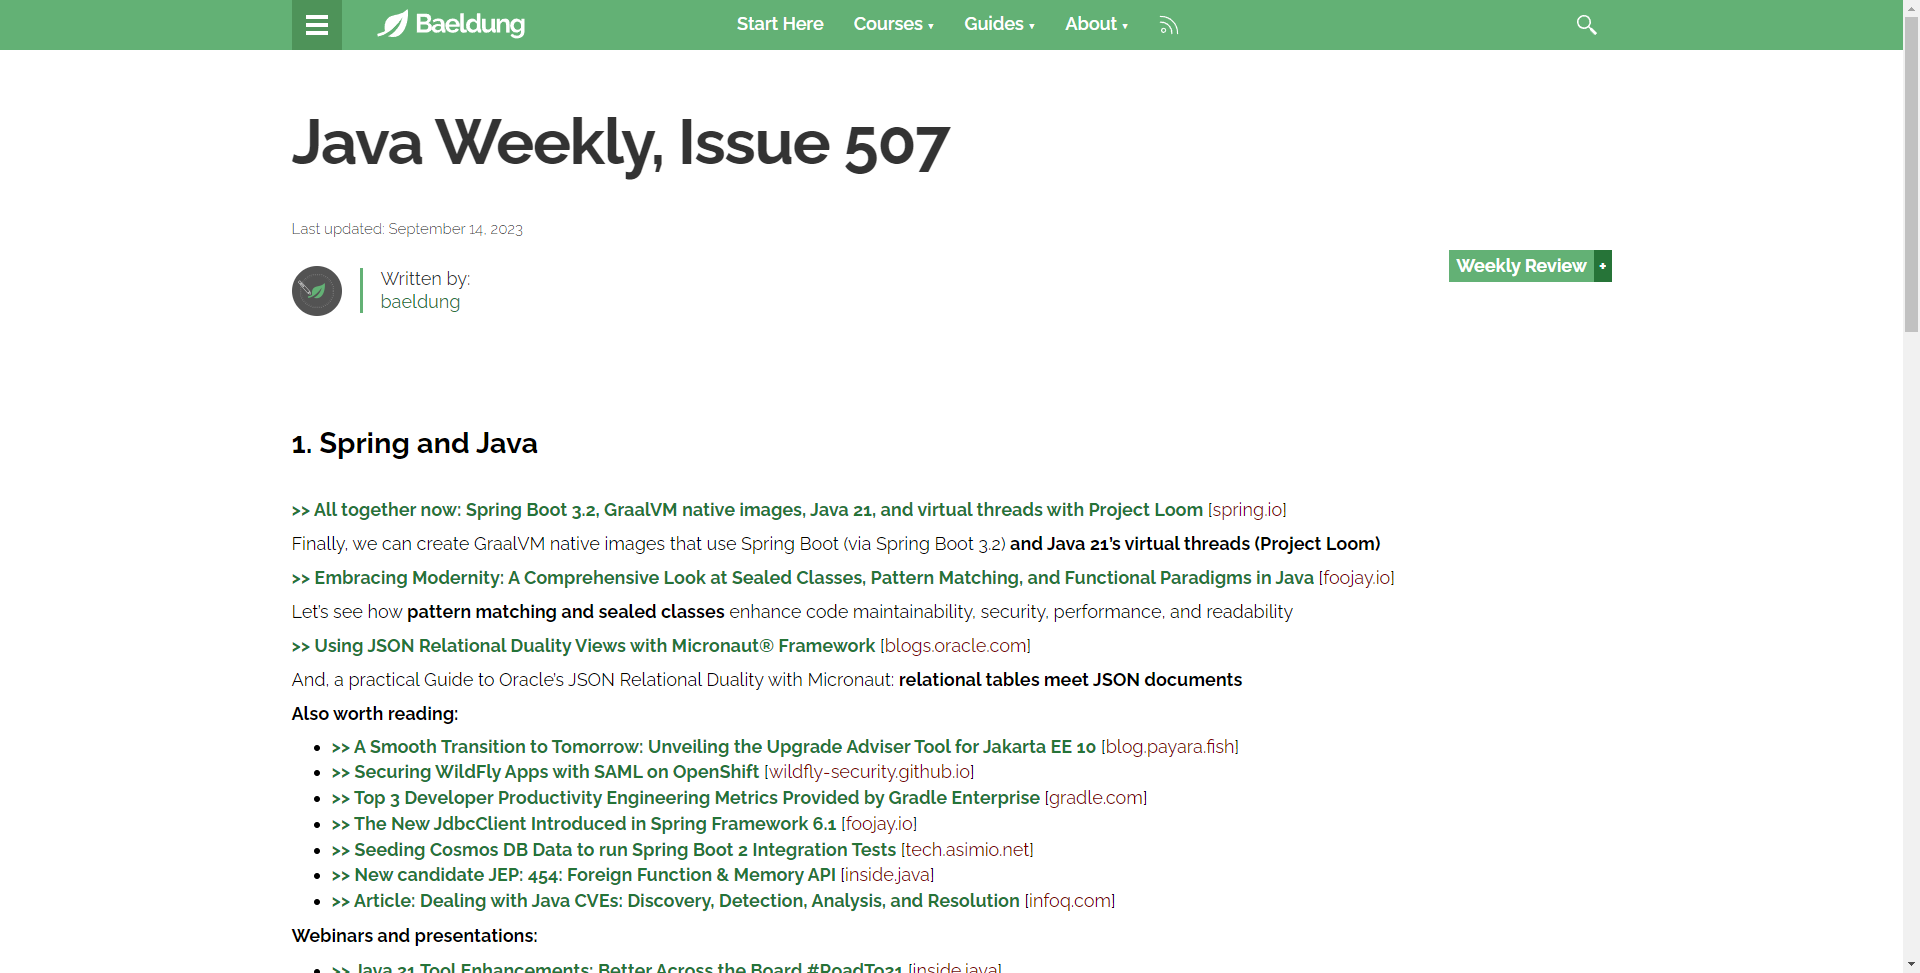 Baeldung
Start Here Courses ▾ Guides ▾ About ▾
Java Weekly, Issue 507
Last updated: September 14, 2023
Written by:
baeldung
Weekly Review +
1. Spring and Java
>> All together now: Spring Boot 3.2, GraalVM native images, Java 21, and virtual threads with Project Loom [spring.io]
Finally, we can create GraalVM native images that use Spring Boot (via Spring Boot 3.2) and Java 21’s virtual threads (Project Loom)
>> Embracing Modernity: A Comprehensive Look at Sealed Classes, Pattern Matching, and Functional Paradigms in Java [foojay.io]
Let’s see how pattern matching and sealed classes enhance code maintainability, security, performance, and readability
>> Using JSON Relational Duality Views with Micronaut® Framework [blogs.oracle.com]
And, a practical Guide to Oracle’s JSON Relational Duality with Micronaut: relational tables meet JSON documents
Also worth reading:
• >> A Smooth Transition to Tomorrow: Unveiling the Upgrade Adviser Tool for Jakarta EE 10 [blog.payara.fish]
• >> Securing WildFly Apps with SAML on OpenShift [wildfly-security.github.io]
• >> Top 3 Developer Productivity Engineering Metrics Provided by Gradle Enterprise [gradle.com]
• >> The New JdbcClient Introduced in Spring Framework 6.1 [foojay.io]
• >> Seeding Cosmos DB Data to run Spring Boot 2 Integration Tests [tech.asimio.net]
• >> New candidate JEP: 454: Foreign Function & Memory API [inside.java]
• >> Article: Dealing with Java CVEs: Discovery, Detection, Analysis, and Resolution [infoq.com]
Webinars and presentations:
• >> Java 21 Tool Enhancements: Better Across the Board #RoadTo21 [inside.java]